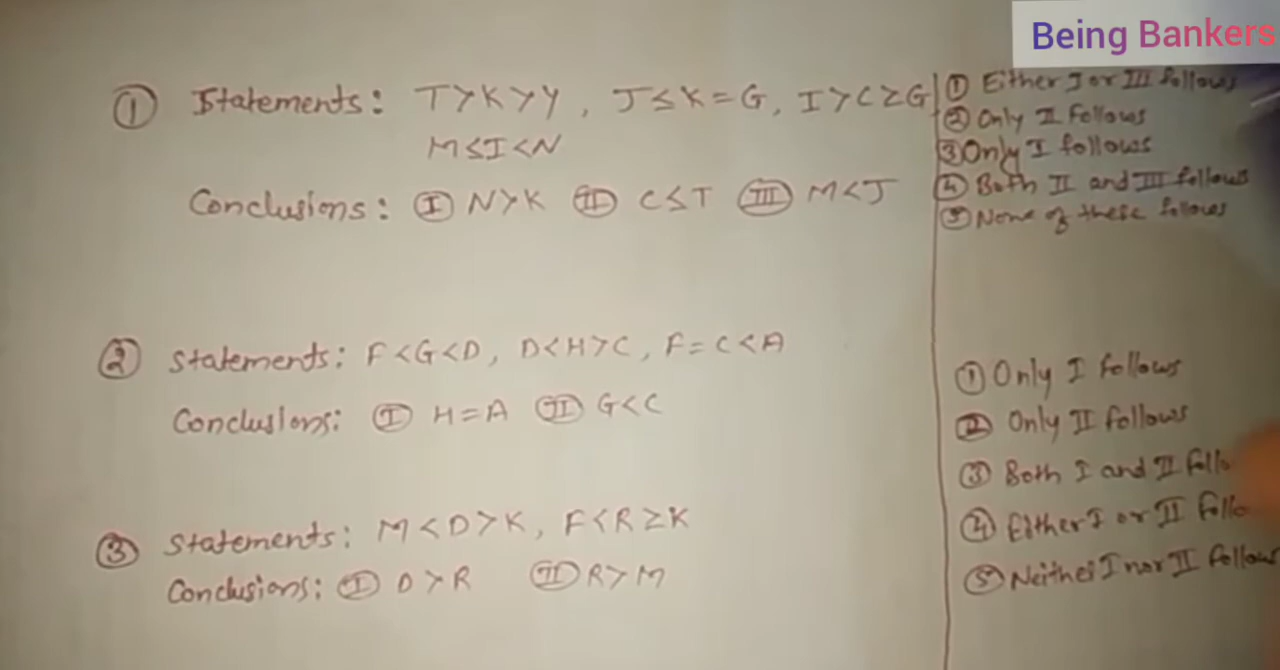 Being Bankers
① Statements: T>K>Y, J≤K=G, I>C≥G
M≤I<N
Conclusions: Ⓘ N>K Ⓘⓘ C≤T Ⓘⓘⓘ M<J
① Either I or III follows
② Only II follows
③ Only I follows
④ Both II and III follows
⑤ None of these follows
② Statements: F<G<D, D<H>C, F=C<A
Conclusions: Ⓘ H=A Ⓘⓘ G<C
③ Statements: M<D>K, F<R≥K
Conclusions: Ⓘ D>R Ⓘⓘ R>M
① Only I follows
② Only II follows
③ Both I and II follo
④ Either I or II follo
⑤ Neither I nor II follows